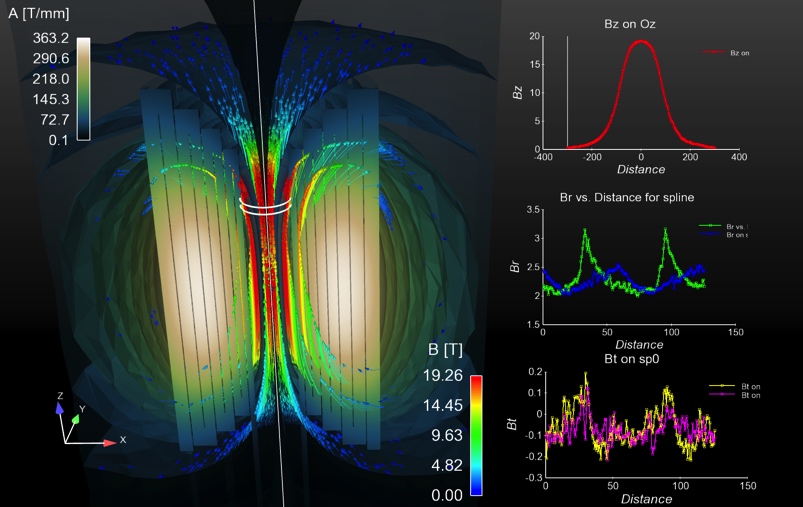 A [T/mm]
363.2
290.6
218.0
145.3
72.7
0.1
B [T]
19.26
14.45
9.63
4.82
0.00
Z
Y
X
Bz on Oz
Bz
20
15
10
5
0
-400
-200
0
200
400
Distance
Bz on
Br vs. Distance for spline
Br
3.5
3
2.5
2
1.5
0
50
100
150
Distance
Br vs.
Br on
Bt on sp0
Bt
0.2
0.1
0
-0.1
-0.2
-0.3
0
50
100
150
Distance
Bt on
Bt on